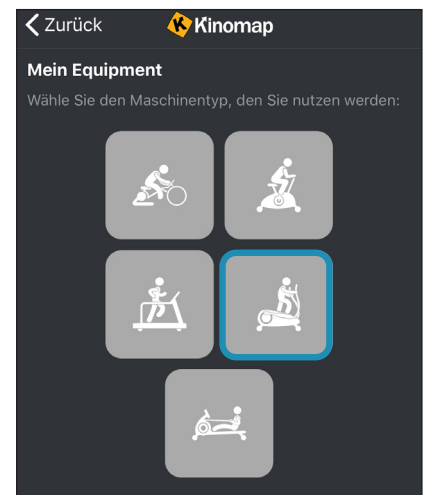 Zurück
Kinomap
Mein Equipment
Wähle Sie den Maschinentyp, den Sie nutzen werden: